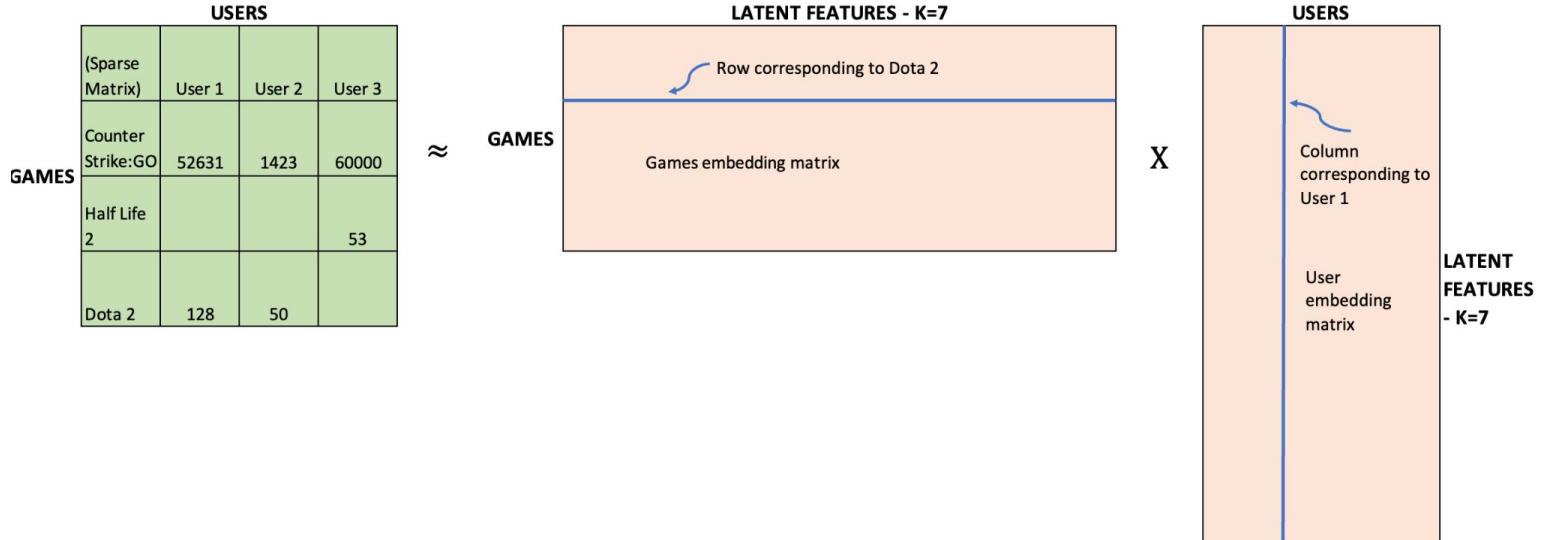 USERS
(Sparse
Matrix) User 1 User 2 User 3
Counter
Strike:GO 52631 1423 60000
GAMES
Half Life
2 53
Dota 2 128 50
≈
LATENT FEATURES - K=7
Row corresponding to Dota 2
GAMES
Games embedding matrix
X
USERS
Column
corresponding to
User 1
User
embedding
matrix
LATENT
FEATURES
- K=7